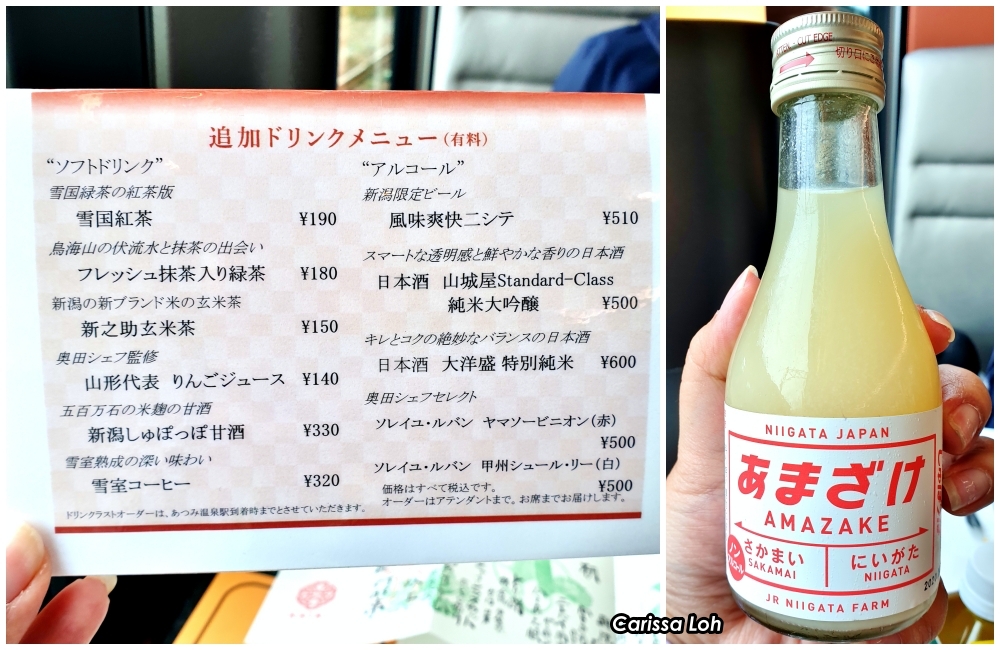 追加ドリンクメニュー（有料）
“ソフトドリンク”
雪国緑茶の紅茶版
雪国紅茶 ¥190
鳥海山の伏流水と抹茶の出会い
フレッシュ抹茶入り緑茶 ¥180
新潟の新ブランド米の玄米茶
新之助玄米茶 ¥150
奥田シェフ監修
山形代表 りんごジュース ¥140
五百万石の米麹の甘酒
新潟しゅぽっぽ甘酒 ¥330
雪室熟成の深い味わい
雪室コーヒー ¥320
ドリンクラストオーダーは、あつみ温泉駅到着時までとさせていただきます。
“アルコール”
新潟限定ビール
風味爽快ニシテ ¥510
スマートな透明感と鮮やかな香りの日本酒
日本酒 山城屋Standard-Class
純米大吟醸 ¥500
キレとコクの絶妙なバランスの日本酒
日本酒 大洋盛 特別純米 ¥600
奥田シェフセレクト
ソレイユ・ルバン ヤマソービニオン（赤）
¥500
ソレイユ・ルバン 甲州シュール・リー（白）
¥500
価格はすべて税込です。
オーダーはアテンダントまで。お席までお届けします。
CUT EDGE
切り口に
NIIGATA JAPAN
あまざけ
AMAZAKE
ノン
アルコール
さかまい
SAKAMAI
にいがた
NIIGATA
JR NIIGATA FARM
Carissa Loh